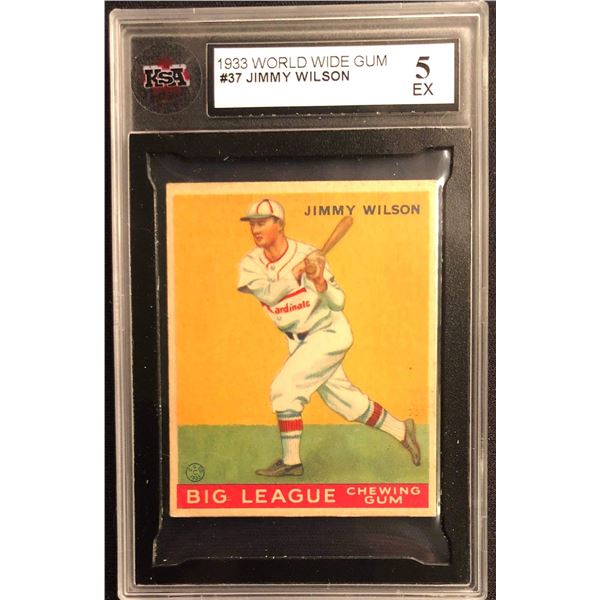 KSA
1933 WORLD WIDE GUM
#37 JIMMY WILSON
5
EX
JIMMY WILSON
Cardinals
BIG LEAGUE CHEWING GUM